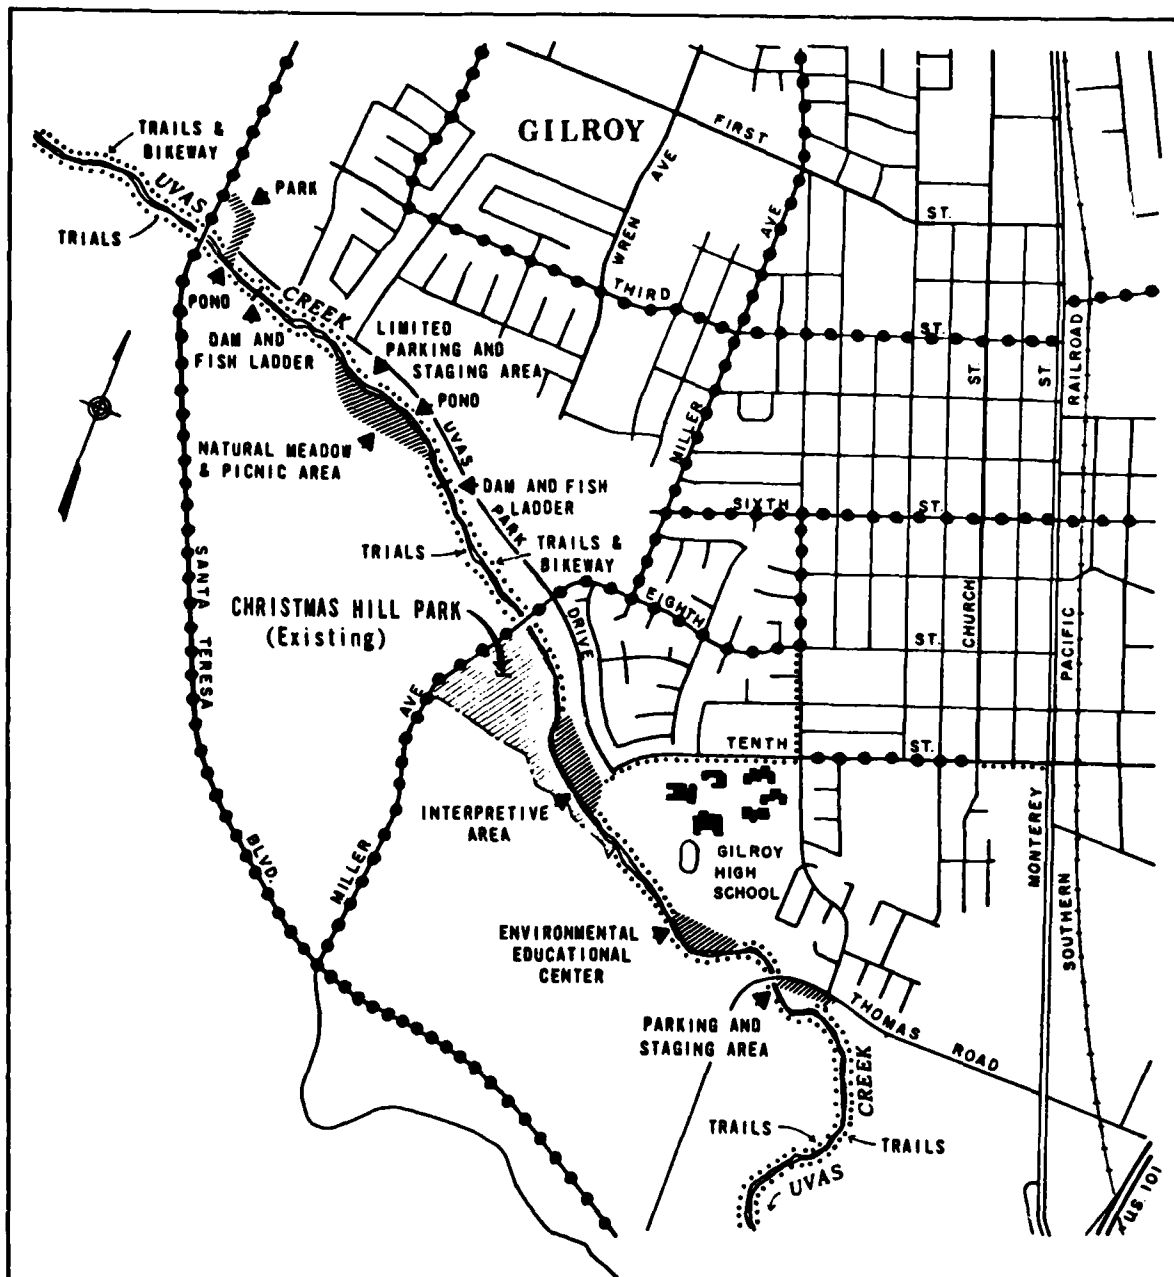 GILROY
TRAILS &
BIKEWAY
UVAS
PARK
TRIALS
POND
CREEK
DAM AND
FISH LADDER
LIMITED
PARKING AND
STAGING AREA
POND
NATURAL MEADOW
& PICNIC AREA
UVAS
PARK
DRIVE
DAM AND FISH
LADDER
TRIALS
TRAILS &
BIKEWAY
CHRISTMAS HILL PARK
(Existing)
SANTA
TERESA
BLVD.
MILLER
AVE
INTERPRETIVE
AREA
GILROY
HIGH
SCHOOL
ENVIRONMENTAL
EDUCATIONAL
CENTER
PARKING AND
STAGING AREA
THOMAS
ROAD
CREEK
TRAILS
TRAILS
UVAS
FIRST
ST.
WREN
AVE
MILLER
AVE
THIRD
ST.
SIXTH
ST.
EIGHTH
ST.
TENTH
ST.
CHURCH
ST.
MONTEREY
ST.
SOUTHERN
PACIFIC
RAILROAD
U.S. 101